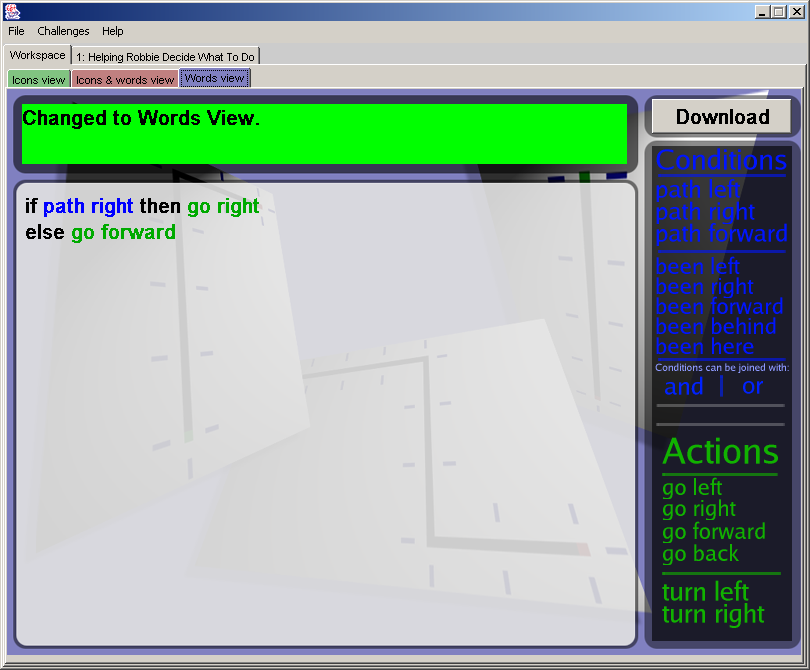 File Challenges Help
Workspace 1: Helping Robbie Decide What To Do
Icons view Icons & words view Words view
Changed to Words View.
if path right then go right
else go forward
Download
Conditions
path left
path right
path forward
been left
been right
been forward
been behind
been here
Conditions can be joined with:
and | or
Actions
go left
go right
go forward
go back
turn left
turn right